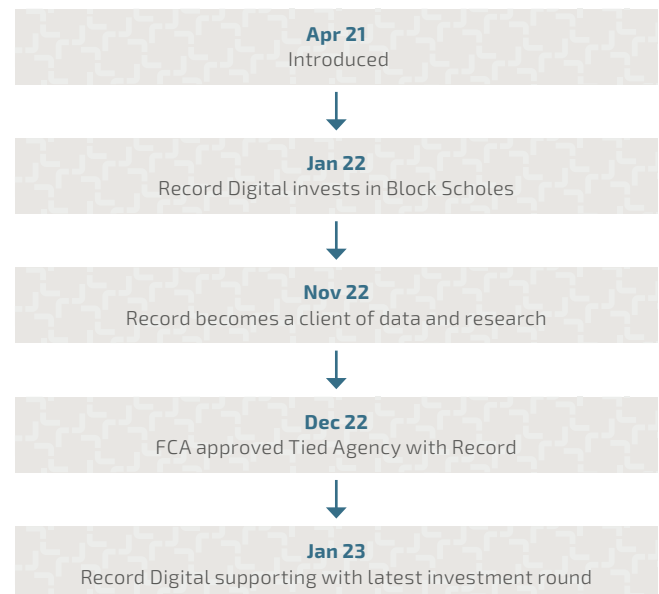 Apr 21
Introduced
Jan 22
Record Digital invests in Block Scholes
Nov 22
Record becomes a client of data and research
Dec 22
FCA approved Tied Agency with Record
Jan 23
Record Digital supporting with latest investment round